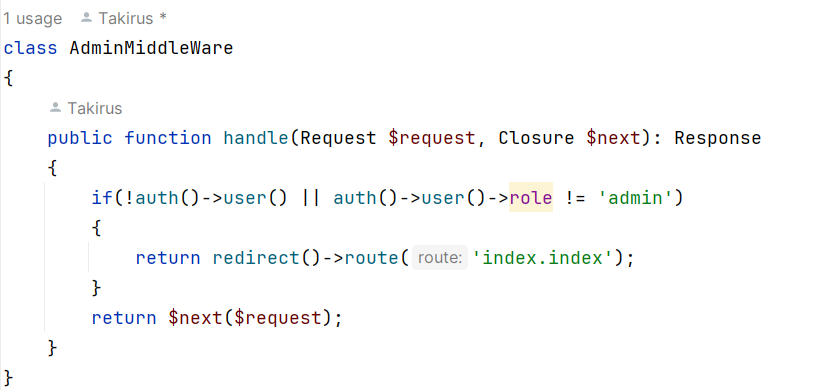 1 usage Takirus *
class AdminMiddleWare
{
Takirus
public function handle(Request $request, Closure $next): Response
{
if(!auth()->user() || auth()->user()->role != 'admin')
{
return redirect()->route( route: 'index.index');
}
return $next($request);
}
}